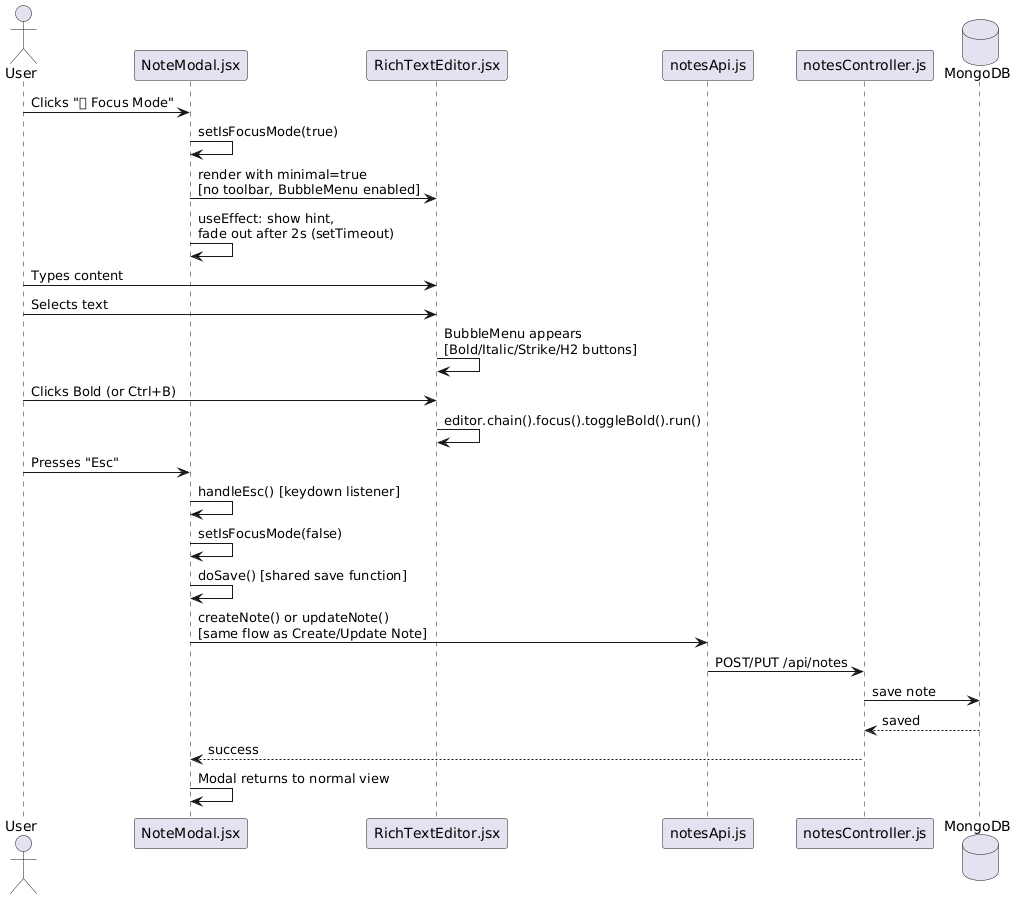 User
NoteModal.jsx
RichTextEditor.jsx
notesApi.js
notesController.js
MongoDB
Clicks "▯ Focus Mode"
setIsFocusMode(true)
render with minimal=true
[no toolbar, BubbleMenu enabled]
useEffect: show hint,
fade out after 2s (setTimeout)
Types content
Selects text
BubbleMenu appears
[Bold/Italic/Strike/H2 buttons]
Clicks Bold (or Ctrl+B)
editor.chain().focus().toggleBold().run()
Presses "Esc"
handleEsc() [keydown listener]
setIsFocusMode(false)
doSave() [shared save function]
createNote() or updateNote()
[same flow as Create/Update Note]
POST/PUT /api/notes
save note
saved
success
Modal returns to normal view
User
NoteModal.jsx
RichTextEditor.jsx
notesApi.js
notesController.js
MongoDB